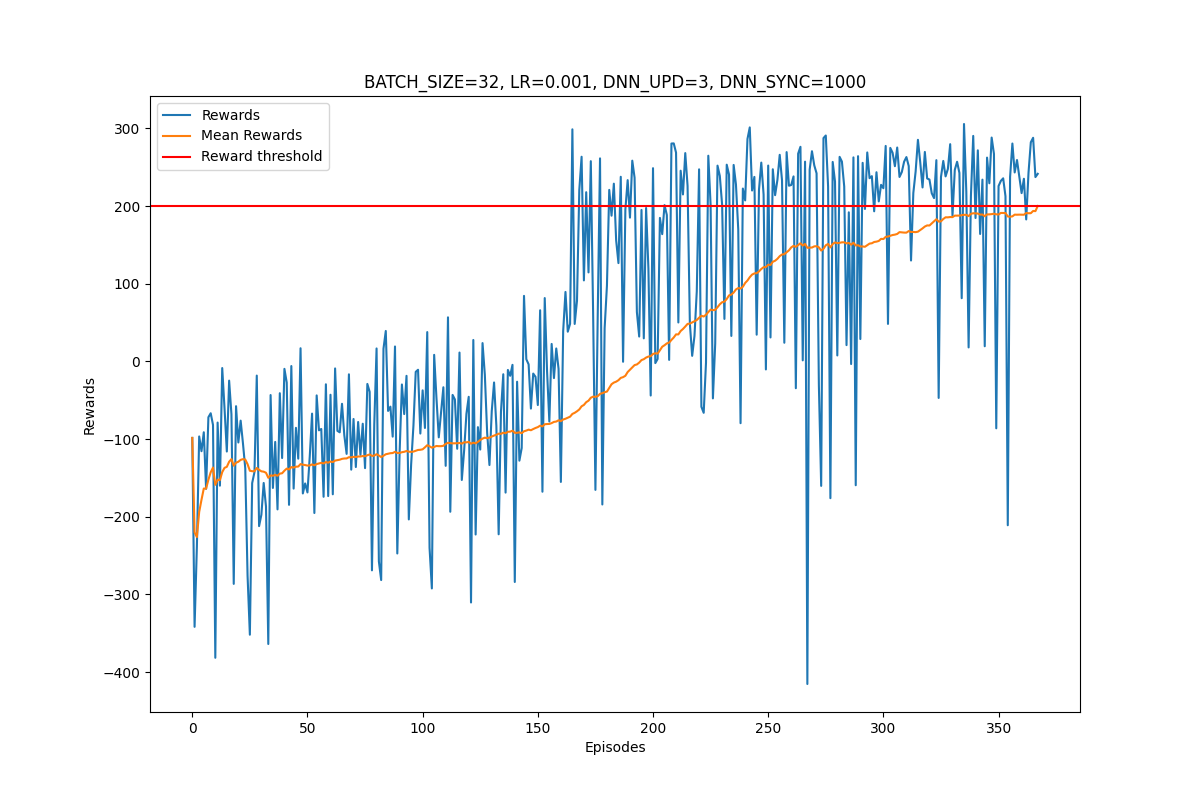 BATCH_SIZE=32, LR=0.001, DNN_UPD=3, DNN_SYNC=1000
Rewards
Mean Rewards
Reward threshold
300
200
100
0
−100
−200
−300
−400
Rewards
0 50 100 150 200 250 300 350
Episodes